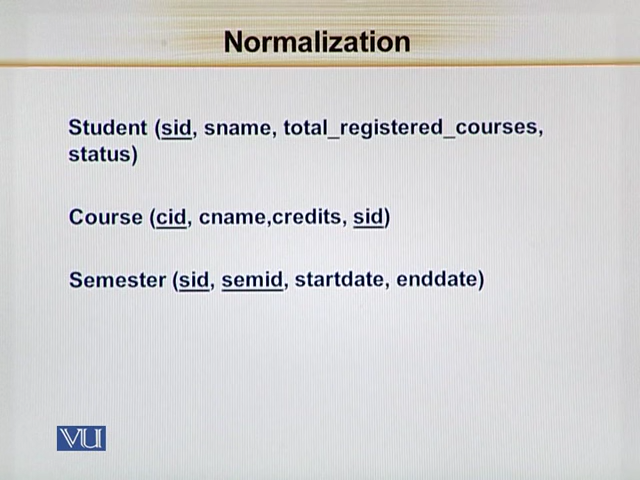 Normalization
Student (sid, sname, total_registered_courses,
status)
Course (cid, cname,credits, sid)
Semester (sid, semid, startdate, enddate)
VU